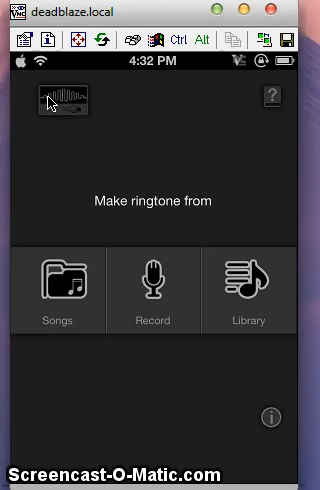 deadblaze.local
Ctrl Alt
4:32 PM
?
Make ringtone from
Songs Record Library
i
Screencast-O-Matic.com